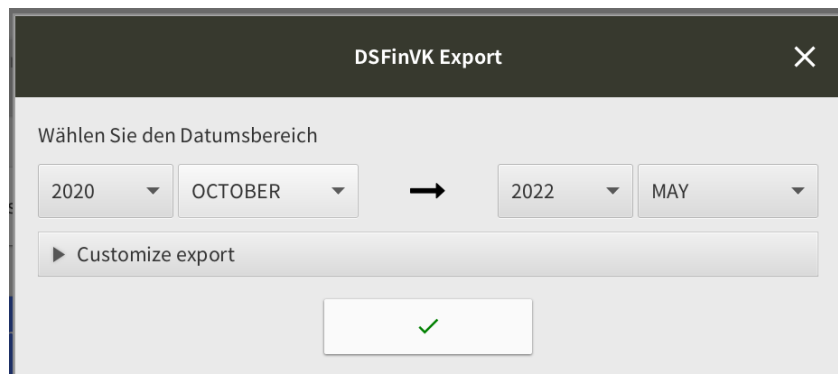 DSFinVK Export
Wählen Sie den Datumsbereich
2020 OCTOBER 2022 MAY
Customize export